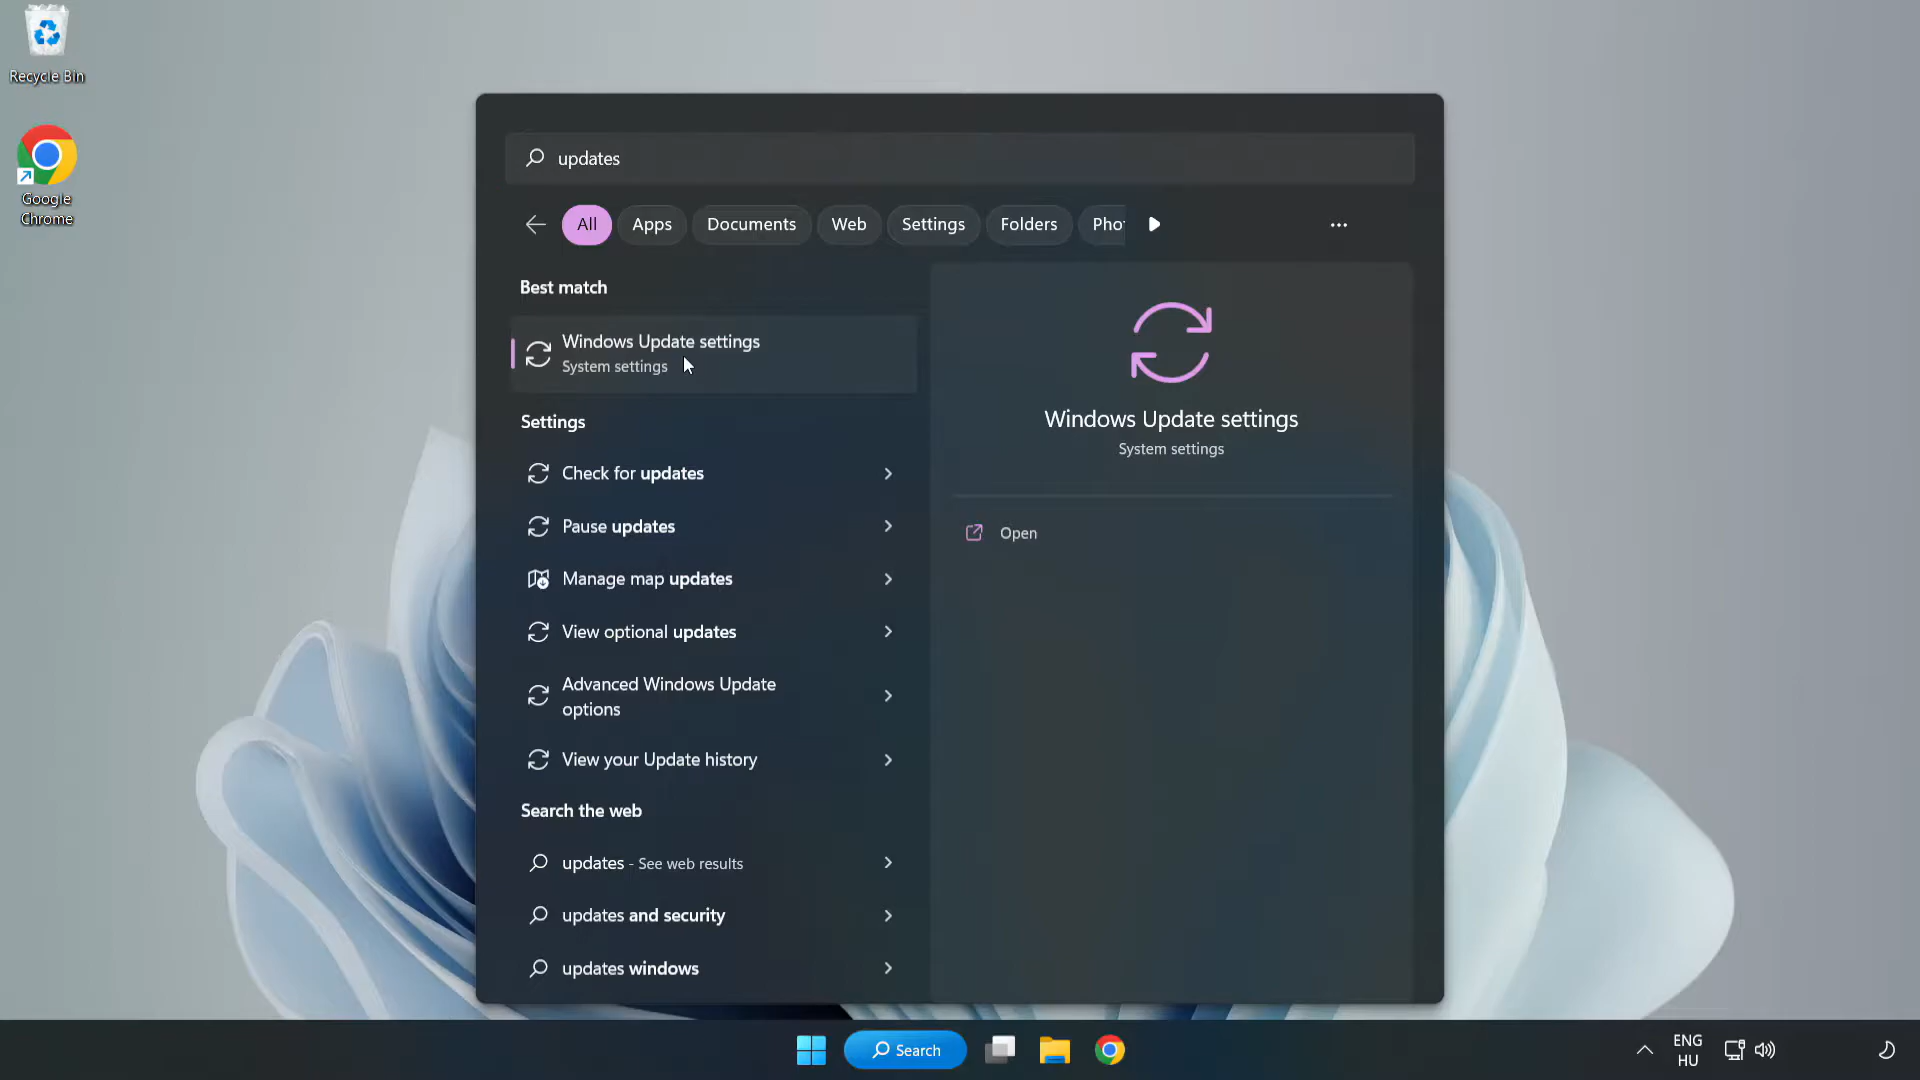 Recycle Bin
Google
Chrome
updates
All
Apps
Documents
Web
Settings
Folders
Pho
Best match
Windows Update settings
System settings
Settings
Check for updates
Pause updates
Manage map updates
View optional updates
Advanced Windows Update
options
View your Update history
Search the web
updates - See web results
updates and security
updates windows
Windows Update settings
System settings
Open
Search
ENG
HU